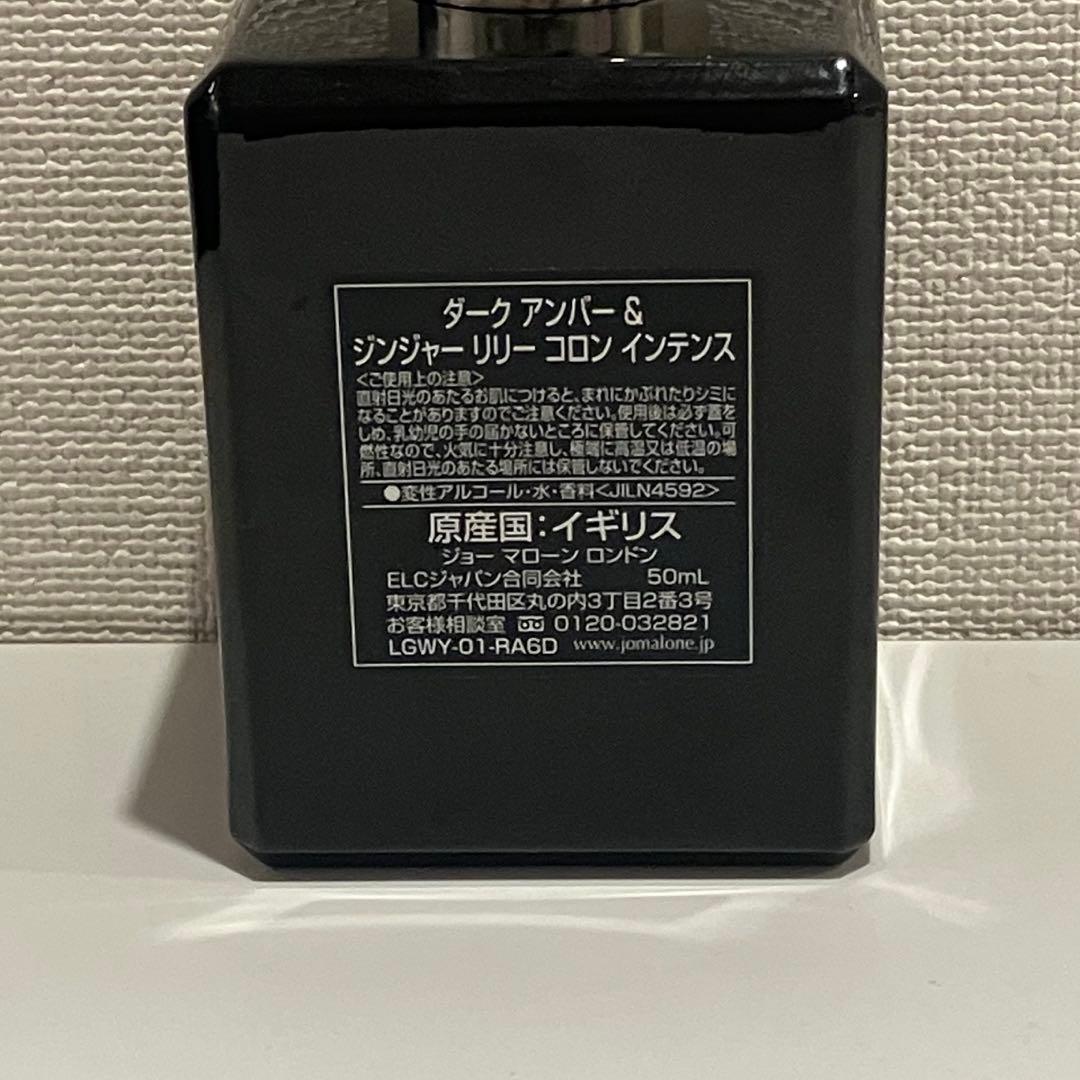 ダーク アンバー &
ジンジャー リリー コロン インテンス
<ご使用上の注意>
直射日光のあたるお肌につけると、まれにかぶれたりシミに
なることがありますのでご注意ください。使用後は必ず蓋を
しめ、乳幼児の手の届かないところに保管してください。可
燃性なので、火気に十分注意し、極端に高温又は低温の場
所、直射日光のあたる場所には保管しないでください。
●変性アルコール・水・香料<JILN4592>
原産国:イギリス
ジョー マローン ロンドン
ELCジャパン合同会社 50mL
東京都千代田区丸の内3丁目2番3号
お客様相談室 0120-032821
LGWY-01-RA6D www.jomalone.jp